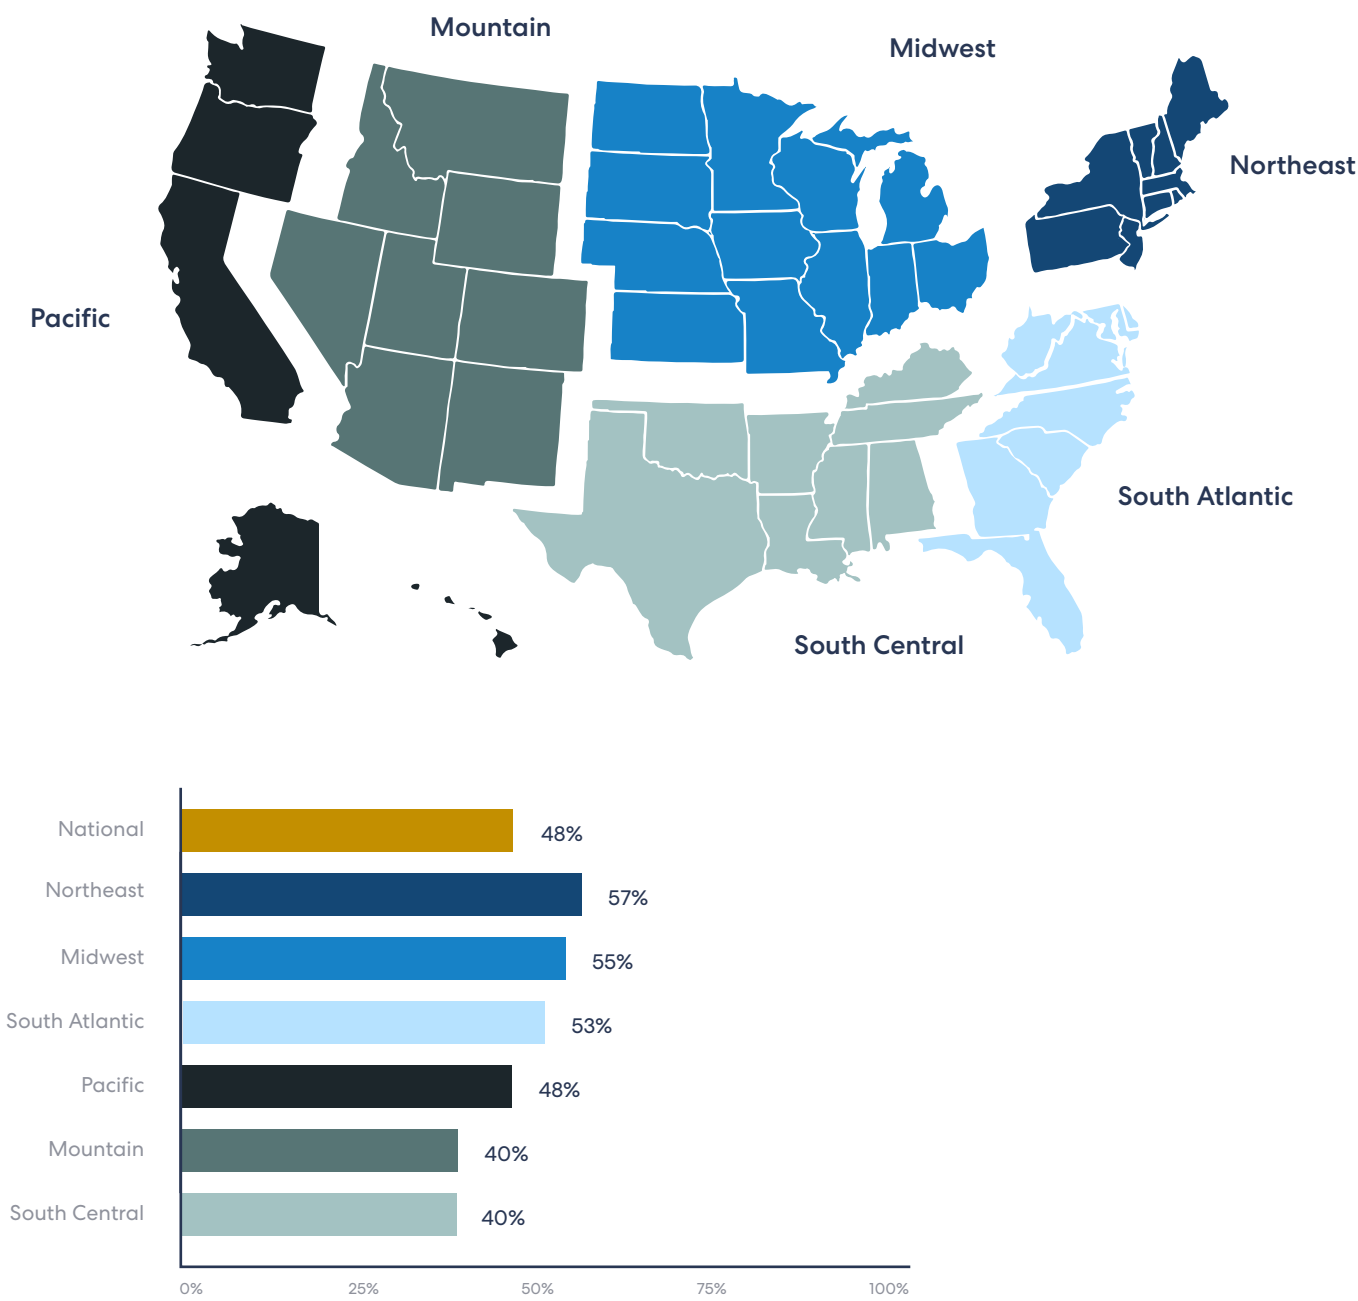 Mountain
Midwest
Northeast
Pacific
South Atlantic
South Central
National 48%
Northeast 57%
Midwest 55%
South Atlantic 53%
Pacific 48%
Mountain 40%
South Central 40%
0% 25% 50% 75% 100%